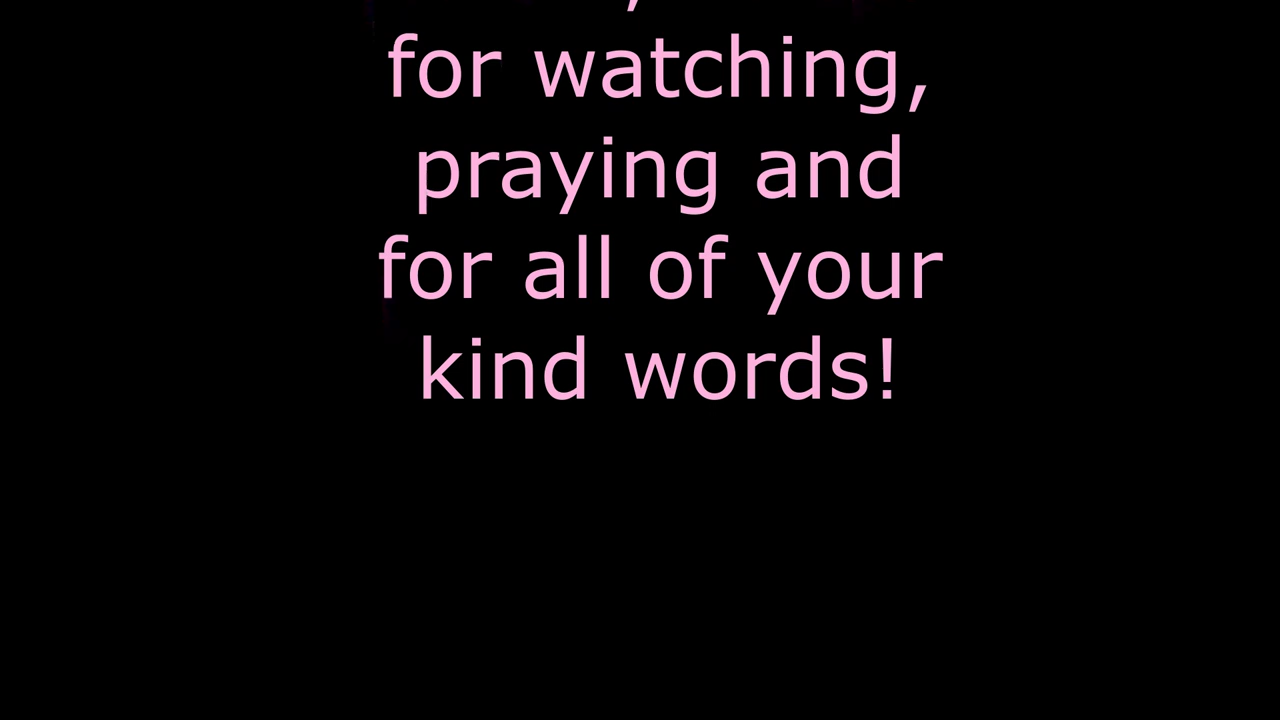 for watching,
praying and
for all of your
kind words!